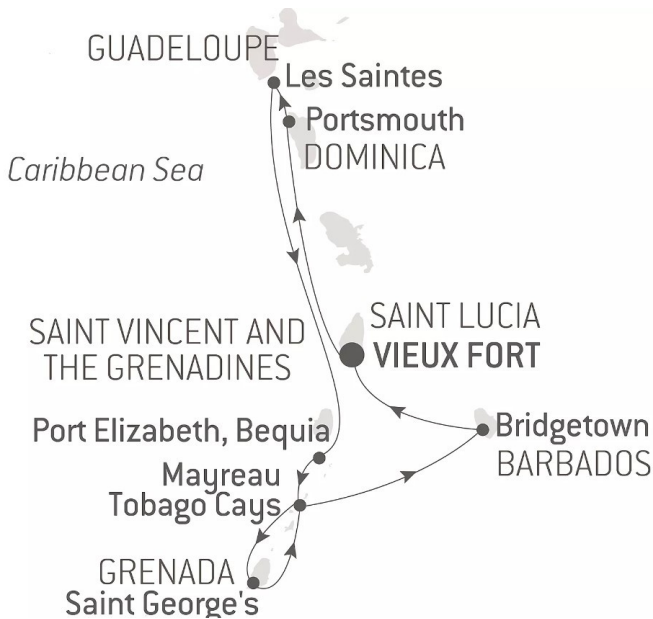 GUADELOUPE
Les Saintes
Portsmouth
DOMINICA
Caribbean Sea
SAINT LUCIA
VIEUX FORT
SAINT VINCENT AND
THE GRENADINES
Port Elizabeth, Bequia
Bridgetown
BARBADOS
Mayreau
Tobago Cays
GRENADA
Saint George's